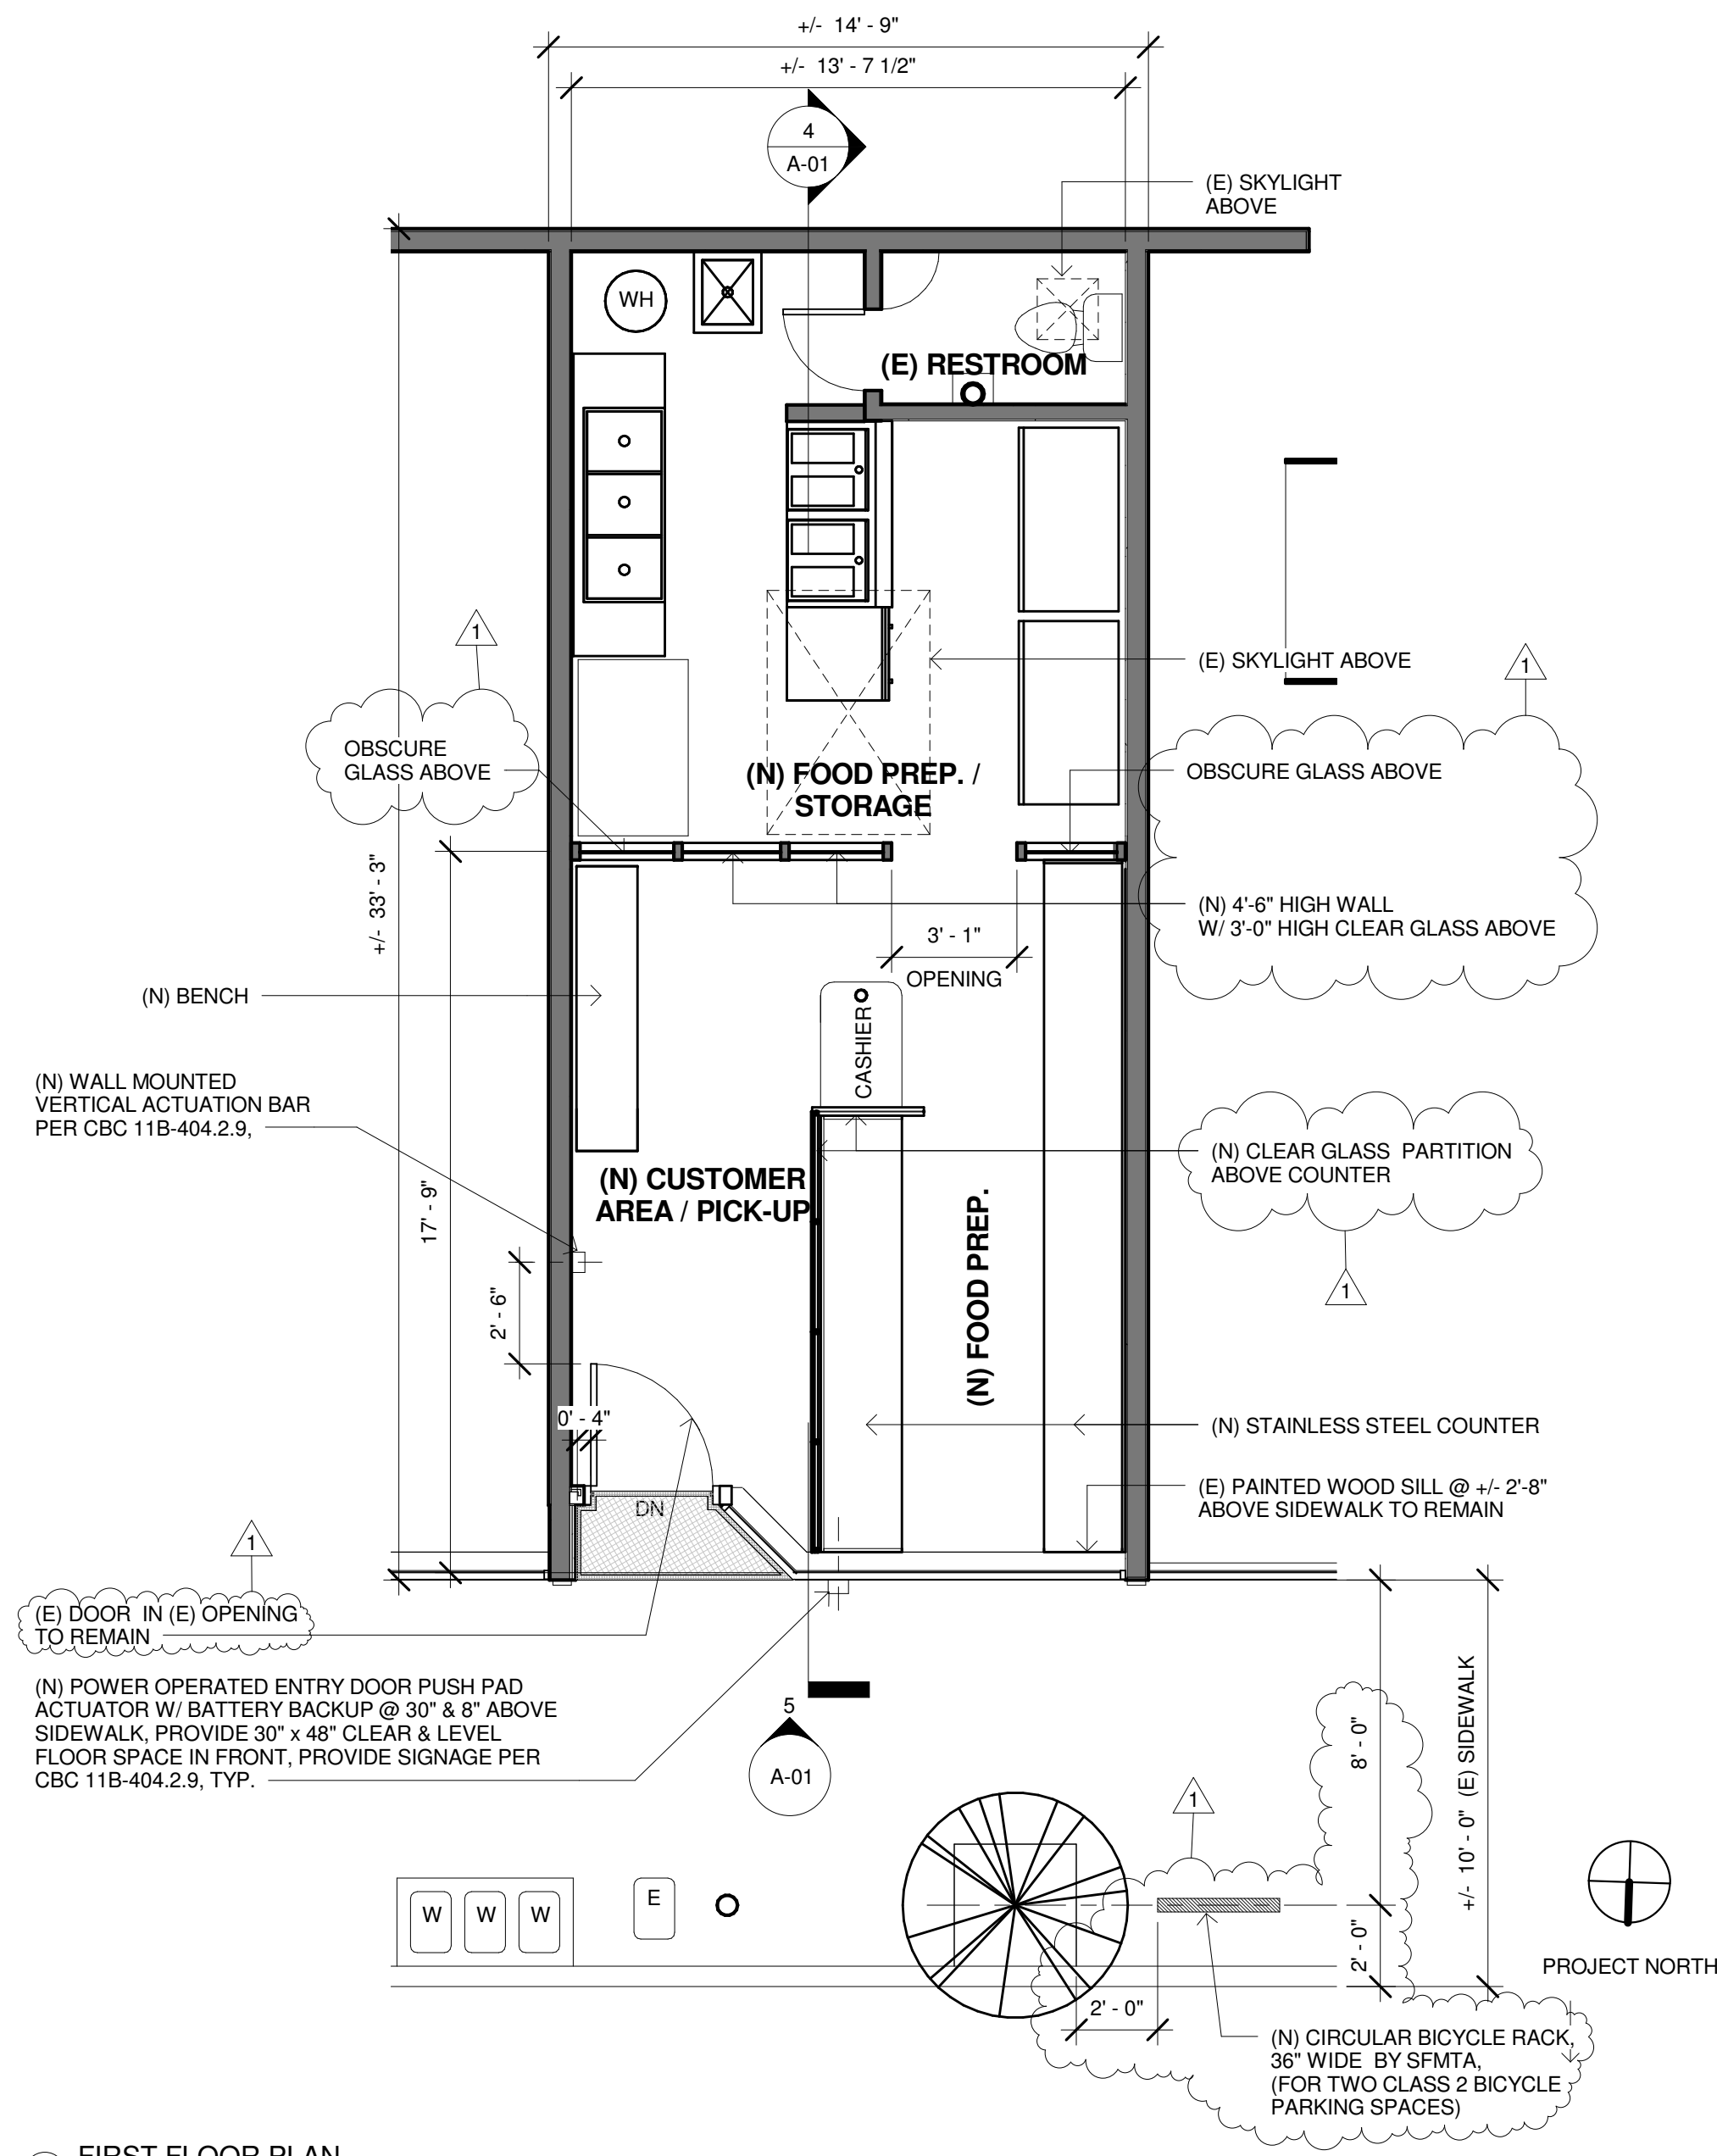 +/- 14' - 9"
+/- 13' - 7 1/2"
4
A-01
(E) SKYLIGHT
ABOVE
WH
(E) RESTROOM
1
(E) SKYLIGHT ABOVE
1
OBSCURE
GLASS ABOVE
(N) FOOD PREP. /
STORAGE
OBSCURE GLASS ABOVE
+/- 33' - 3"
(N) 4'-6" HIGH WALL
W/ 3'-0" HIGH CLEAR GLASS ABOVE
3' - 1"
OPENING
(N) BENCH
CASHIER
(N) WALL MOUNTED
VERTICAL ACTUATION BAR
PER CBC 11B-404.2.9,
(N) CLEAR GLASS PARTITION
ABOVE COUNTER
(N) CUSTOMER
AREA / PICK-UP
17' - 9"
(N) FOOD PREP.
1
2' - 6"
0' - 4"
(N) STAINLESS STEEL COUNTER
(E) PAINTED WOOD SILL @ +/- 2'-8"
ABOVE SIDEWALK TO REMAIN
DN
1
(E) DOOR IN (E) OPENING
TO REMAIN
(N) POWER OPERATED ENTRY DOOR PUSH PAD
ACTUATOR W/ BATTERY BACKUP @ 30" & 8" ABOVE
SIDEWALK, PROVIDE 30" x 48" CLEAR & LEVEL
FLOOR SPACE IN FRONT, PROVIDE SIGNAGE PER
CBC 11B-404.2.9, TYP.
5
A-01
8' - 0"
+/- 10' - 0" (E) SIDEWALK
1
W
W
W
E
2' - 0"
PROJECT NORTH
2' - 0"
(N) CIRCULAR BICYCLE RACK,
36" WIDE BY SFMTA,
(FOR TWO CLASS 2 BICYCLE
PARKING SPACES)
FIRST FLOOR PLAN